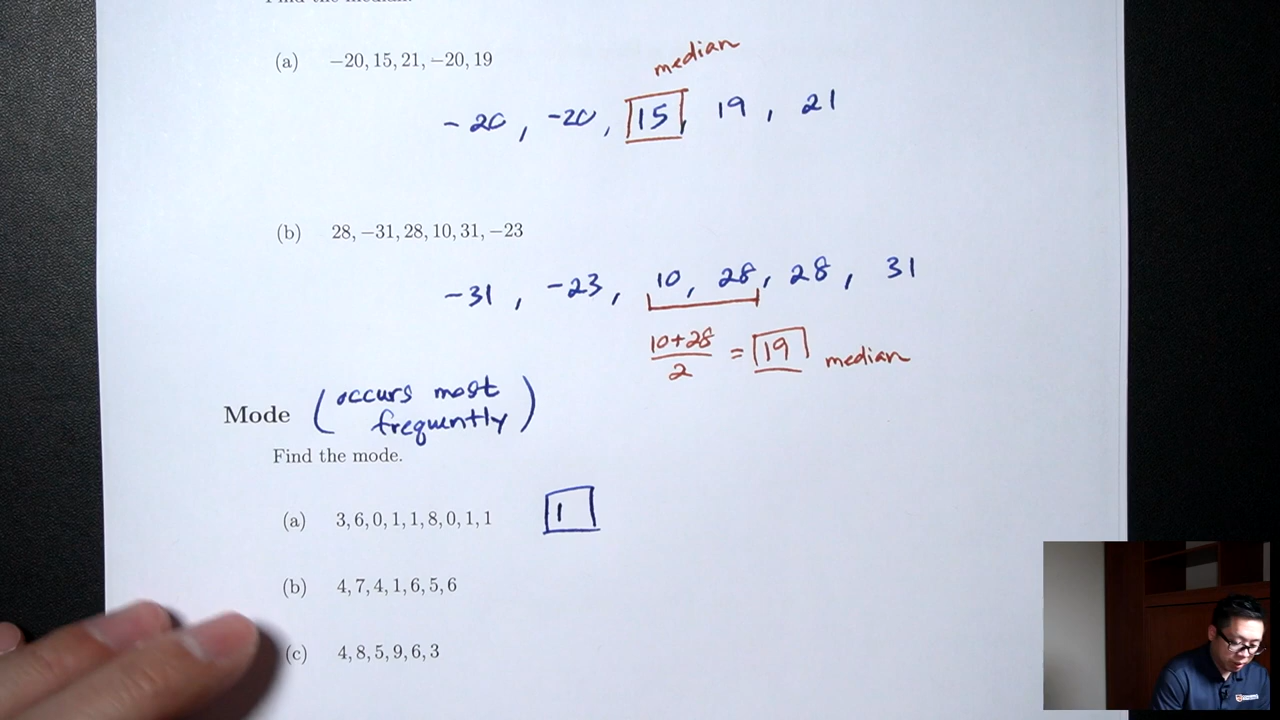 Find the median.
(a) −20, 15, 21, −20, 19
median
-20, -20, 15, 19, 21
(b) 28, −31, 28, 10, 31, −23
-31, -23, 10, 28, 28, 31
10+28
2
= 19 median
Mode (occurs most frequently)
Find the mode.
(a) 3, 6, 0, 1, 1, 8, 0, 1, 1 1
(b) 4, 7, 4, 1, 6, 5, 6
(c) 4, 8, 5, 9, 6, 3